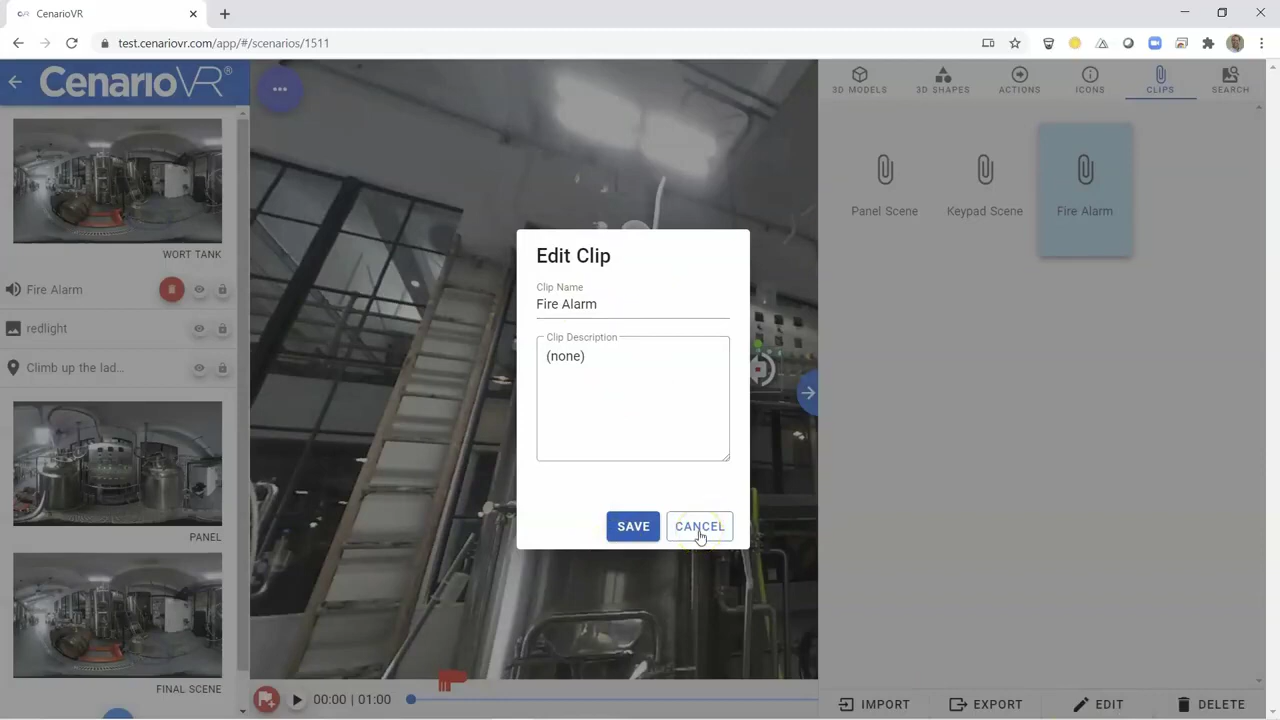 CenarioVR
test.cenariovr.com/app/#/scenarios/1511
CenarioVR®
3D MODELS
3D SHAPES
ACTIONS
ICONS
CLIPS
SEARCH
Panel Scene
Keypad Scene
Fire Alarm
WORT TANK
Fire Alarm
redlight
Climb up the lad...
PANEL
FINAL SCENE
Edit Clip
Clip Name
Fire Alarm
Clip Description
(none)
SAVE
CANCEL
00:00 | 01:00
IMPORT
EXPORT
EDIT
DELETE